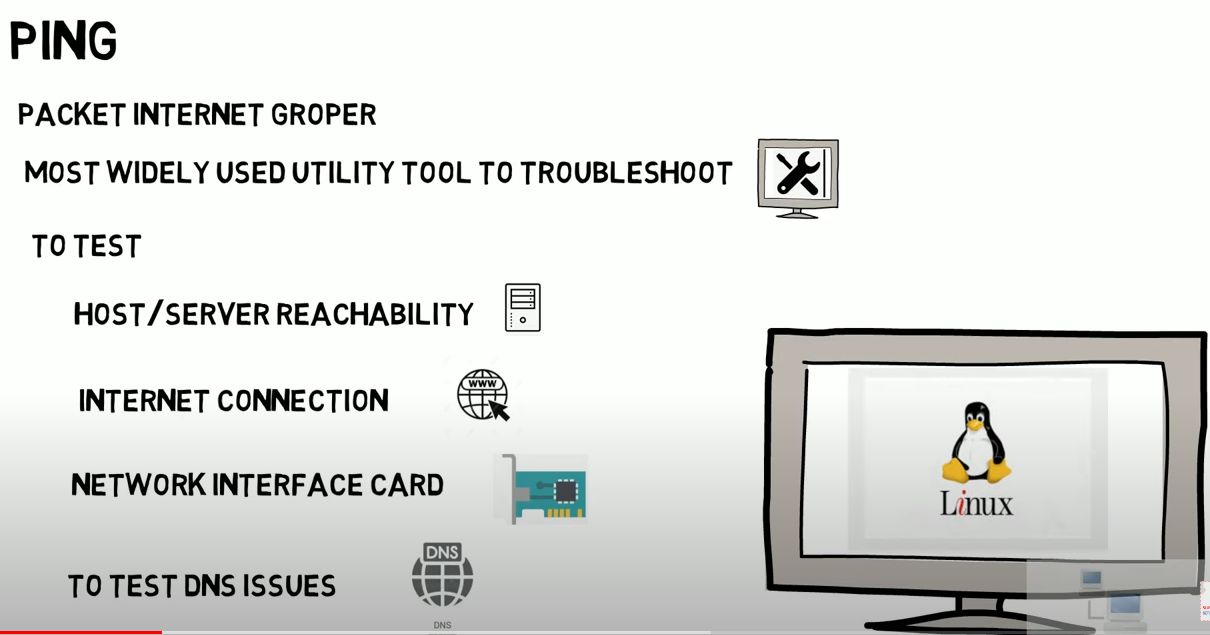 PING
PACKET INTERNET GROPER
MOST WIDELY USED UTILITY TOOL TO TROUBLESHOOT
TO TEST
HOST/SERVER REACHABILITY
INTERNET CONNECTION
WWW
NETWORK INTERFACE CARD
Linux
TO TEST DNS ISSUES
DNS
DNS